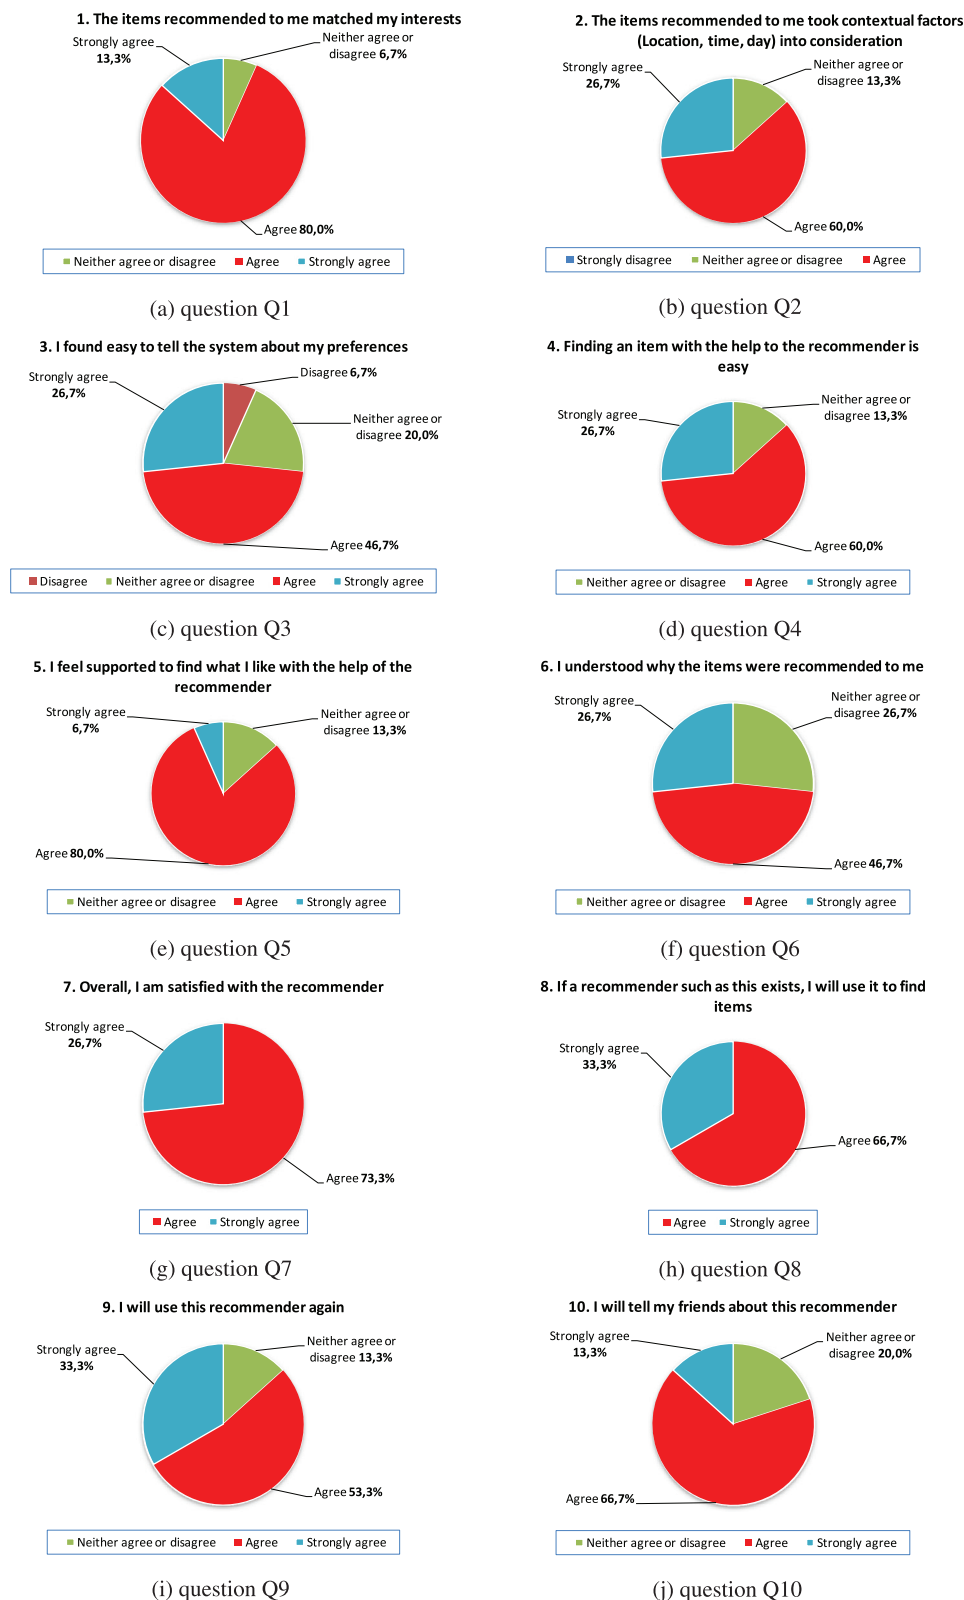 1. The items recommended to me matched my interests
Strongly agree
13,3%
Neither agree or
disagree 6,7%
Agree 80,0%
Neither agree or disagree Agree Strongly agree
(a) question Q1
2. The items recommended to me took contextual factors
(Location, time, day) into consideration
Strongly agree
26,7%
Neither agree or
disagree 13,3%
Agree 60,0%
Strongly disagree Neither agree or disagree Agree
(b) question Q2
3. I found easy to tell the system about my preferences
Strongly agree
26,7%
Disagree 6,7%
Neither agree or
disagree 20,0%
Agree 46,7%
Disagree Neither agree or disagree Agree Strongly agree
(c) question Q3
4. Finding an item with the help to the recommender is
easy
Strongly agree
26,7%
Neither agree or
disagree 13,3%
Agree 60,0%
Neither agree or disagree Agree Strongly agree
(d) question Q4
5. I feel supported to find what I like with the help of the
recommender
Strongly agree
6,7%
Neither agree or
disagree 13,3%
Agree 80,0%
Neither agree or disagree Agree Strongly agree
(e) question Q5
6. I understood why the items were recommended to me
Strongly agree
26,7%
Neither agree or
disagree 26,7%
Agree 46,7%
Neither agree or disagree Agree Strongly agree
(f) question Q6
7. Overall, I am satisfied with the recommender
Strongly agree
26,7%
Agree 73,3%
Agree Strongly agree
(g) question Q7
8. If a recommender such as this exists, I will use it to find
items
Strongly agree
33,3%
Agree 66,7%
Agree Strongly agree
(h) question Q8
9. I will use this recommender again
Strongly agree
33,3%
Neither agree or
disagree 13,3%
Agree 53,3%
Neither agree or disagree Agree Strongly agree
(i) question Q9
10. I will tell my friends about this recommender
Strongly agree
13,3%
Neither agree or
disagree 20,0%
Agree 66,7%
Neither agree or disagree Agree Strongly agree
(j) question Q10